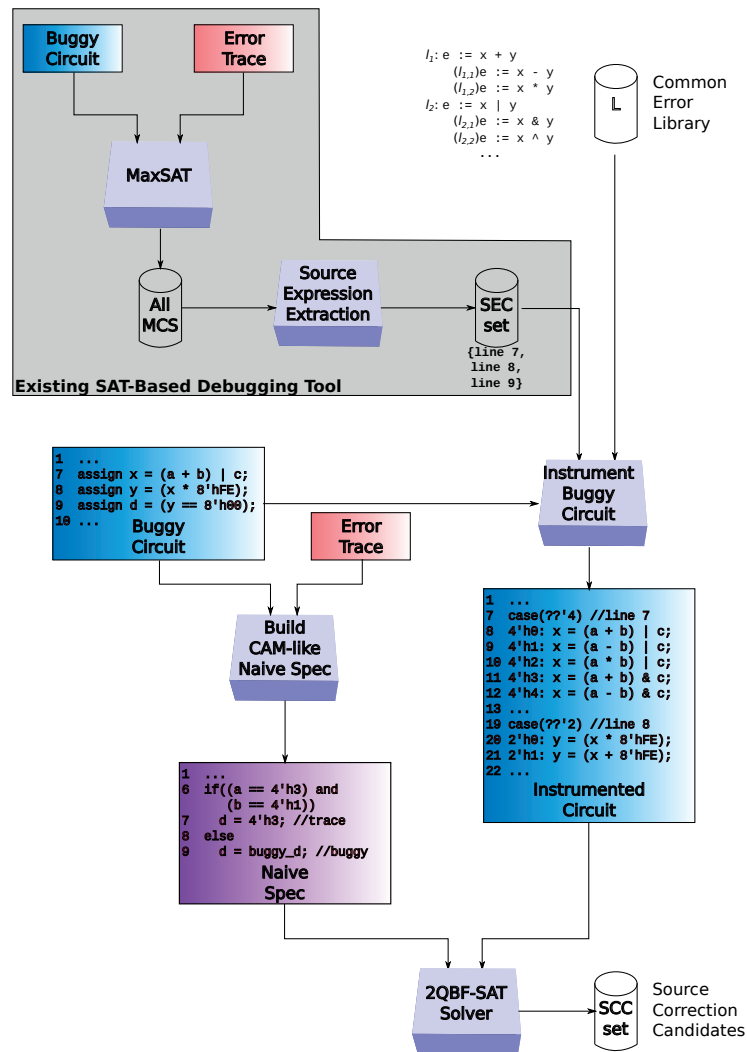 Buggy
Circuit
Error
Trace
MaxSAT
All
MCS
Source
Expression
Extraction
SEC
set
{line 7,
line 8,
line 9}
Existing SAT-Based Debugging Tool
l1: e := x + y
(l1,1)e := x - y
(l1,2)e := x * y
l2: e := x | y
(l2,1)e := x & y
(l2,2)e := x ^ y
...
L
Common
Error
Library
1 ...
7 assign x = (a + b) | c;
8 assign y = (x * 8'hFE);
9 assign d = (y == 8'h00);
10 ...
Buggy
Circuit
Error
Trace
Instrument
Buggy
Circuit
Build
CAM-like
Naive Spec
1 ...
7 case(??'4) //line 7
8 4'h0: x = (a + b) | c;
9 4'h1: x = (a - b) | c;
10 4'h2: x = (a * b) | c;
11 4'h3: x = (a + b) & c;
12 4'h4: x = (a - b) & c;
13 ...
19 case(??'2) //line 8
20 2'h0: y = (x * 8'hFE);
21 2'h1: y = (x + 8'hFE);
22 ...
Instrumented
Circuit
1 ...
6 if((a == 4'h3) and
(b == 4'h1))
7 d = 4'h3; //trace
8 else
9 d = buggy_d; //buggy
Naive
Spec
2QBF-SAT
Solver
SCC
set
Source
Correction
Candidates